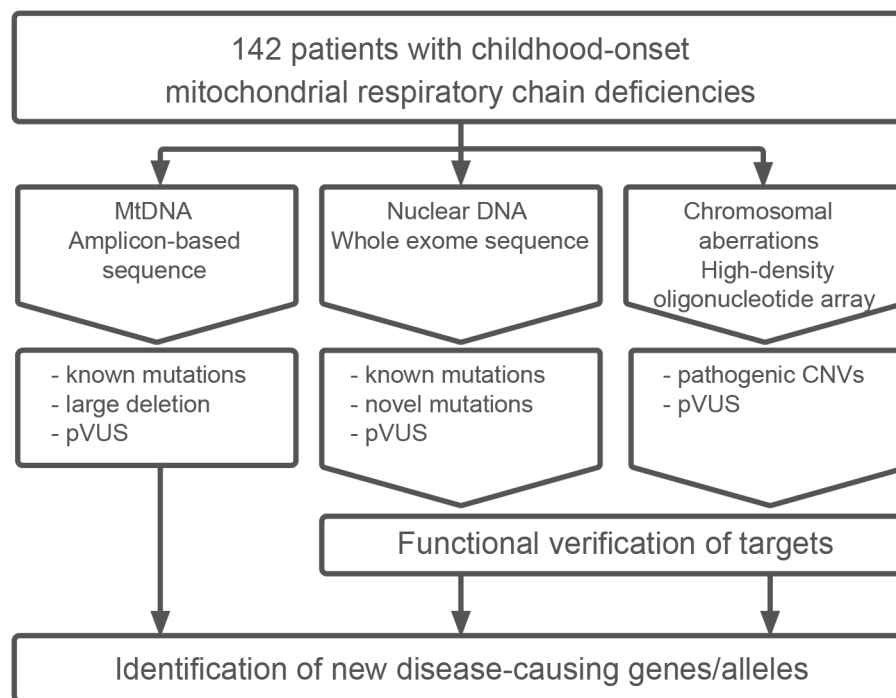 142 patients with childhood-onset
mitochondrial respiratory chain deficiencies
MtDNA
Amplicon-based
sequence
Nuclear DNA
Whole exome sequence
Chromosomal
aberrations
High-density
oligonucleotide array
- known mutations
- large deletion
- pVUS
- known mutations
- novel mutations
- pVUS
- pathogenic CNVs
- pVUS
Functional verification of targets
Identification of new disease-causing genes/alleles